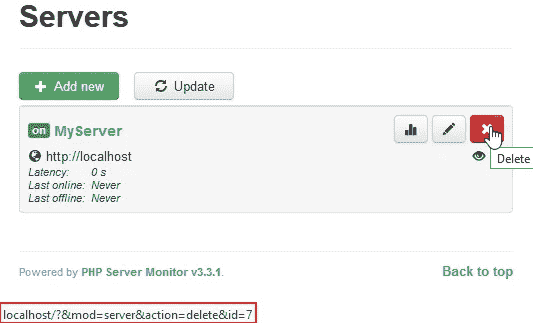 Servers
Add new
Update
on MyServer
http://localhost
Latency: 0 s
Last online: Never
Last offline: Never
Delete
Powered by PHP Server Monitor v3.3.1.
Back to top
localhost/?&mod=server&action=delete&id=7